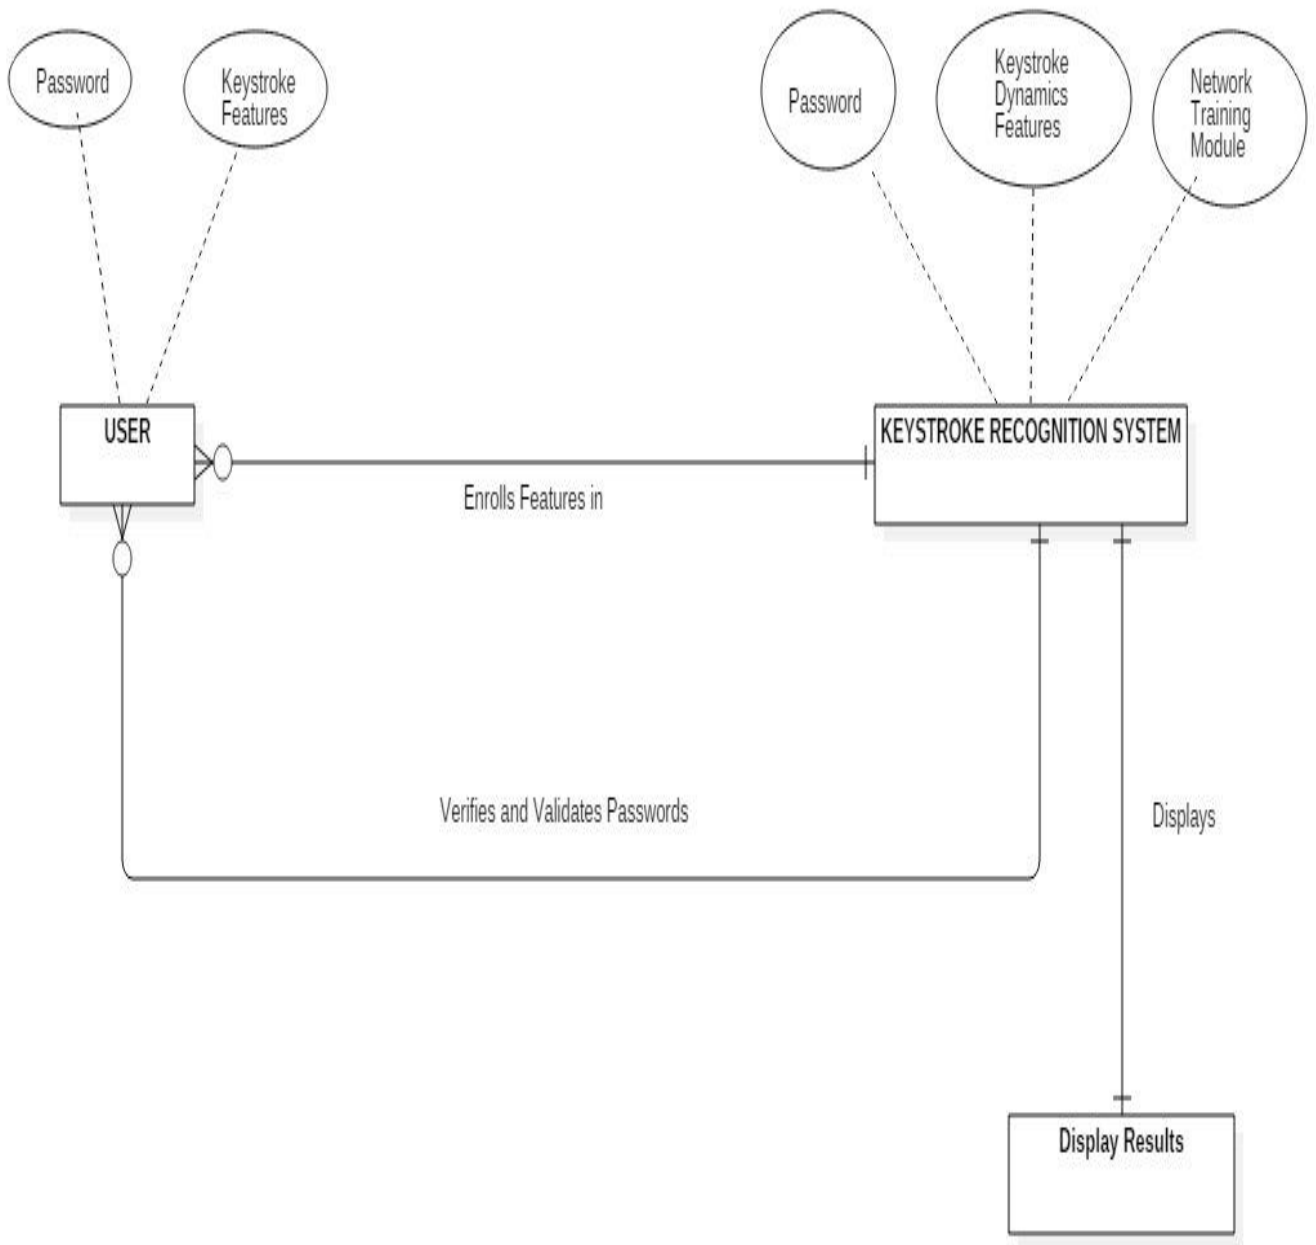 Password
Keystroke
Features
Password
Keystroke
Dynamics
Features
Network
Training
Module
USER
KEYSTROKE RECOGNITION SYSTEM
Enrolls Features in
Verifies and Validates Passwords
Displays
Display Results